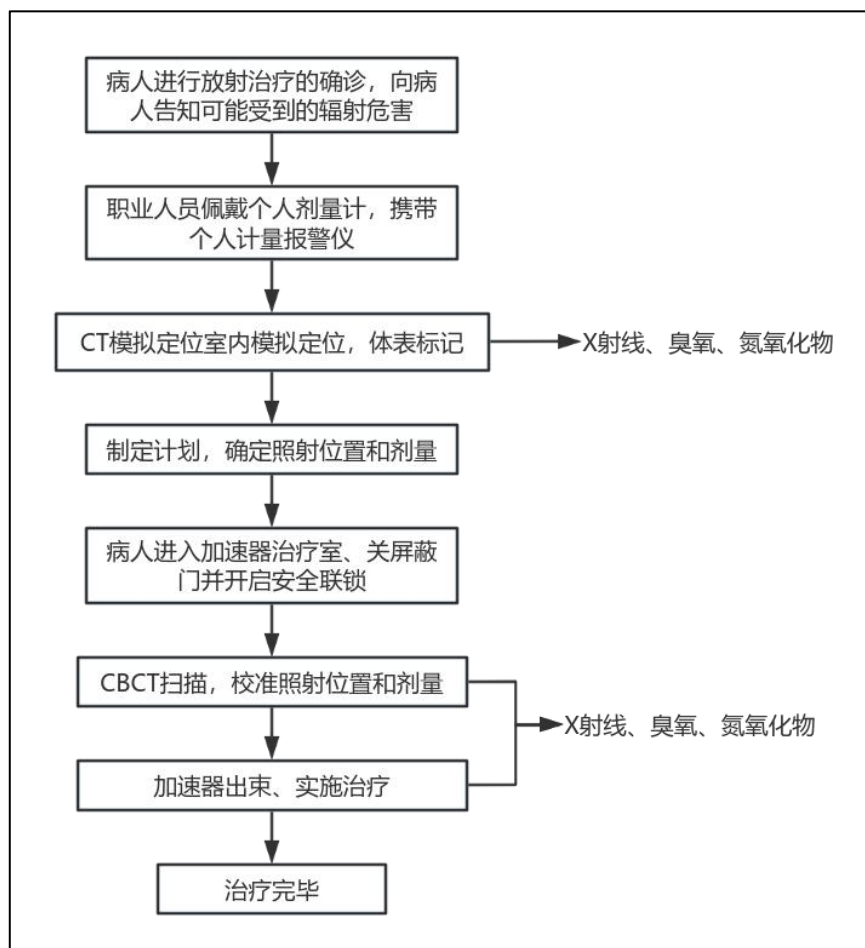 病人进行放射治疗的确诊，向病
人告知可能受到的辐射危害
职业人员佩戴个人剂量计，携带
个人计量报警仪
CT模拟定位室内模拟定位，体表标记
X射线、臭氧、氮氧化物
制定计划，确定照射位置和剂量
病人进入加速器治疗室、关屏蔽
门并开启安全联锁
CBCT扫描，校准照射位置和剂量
X射线、臭氧、氮氧化物
加速器出束、实施治疗
治疗完毕